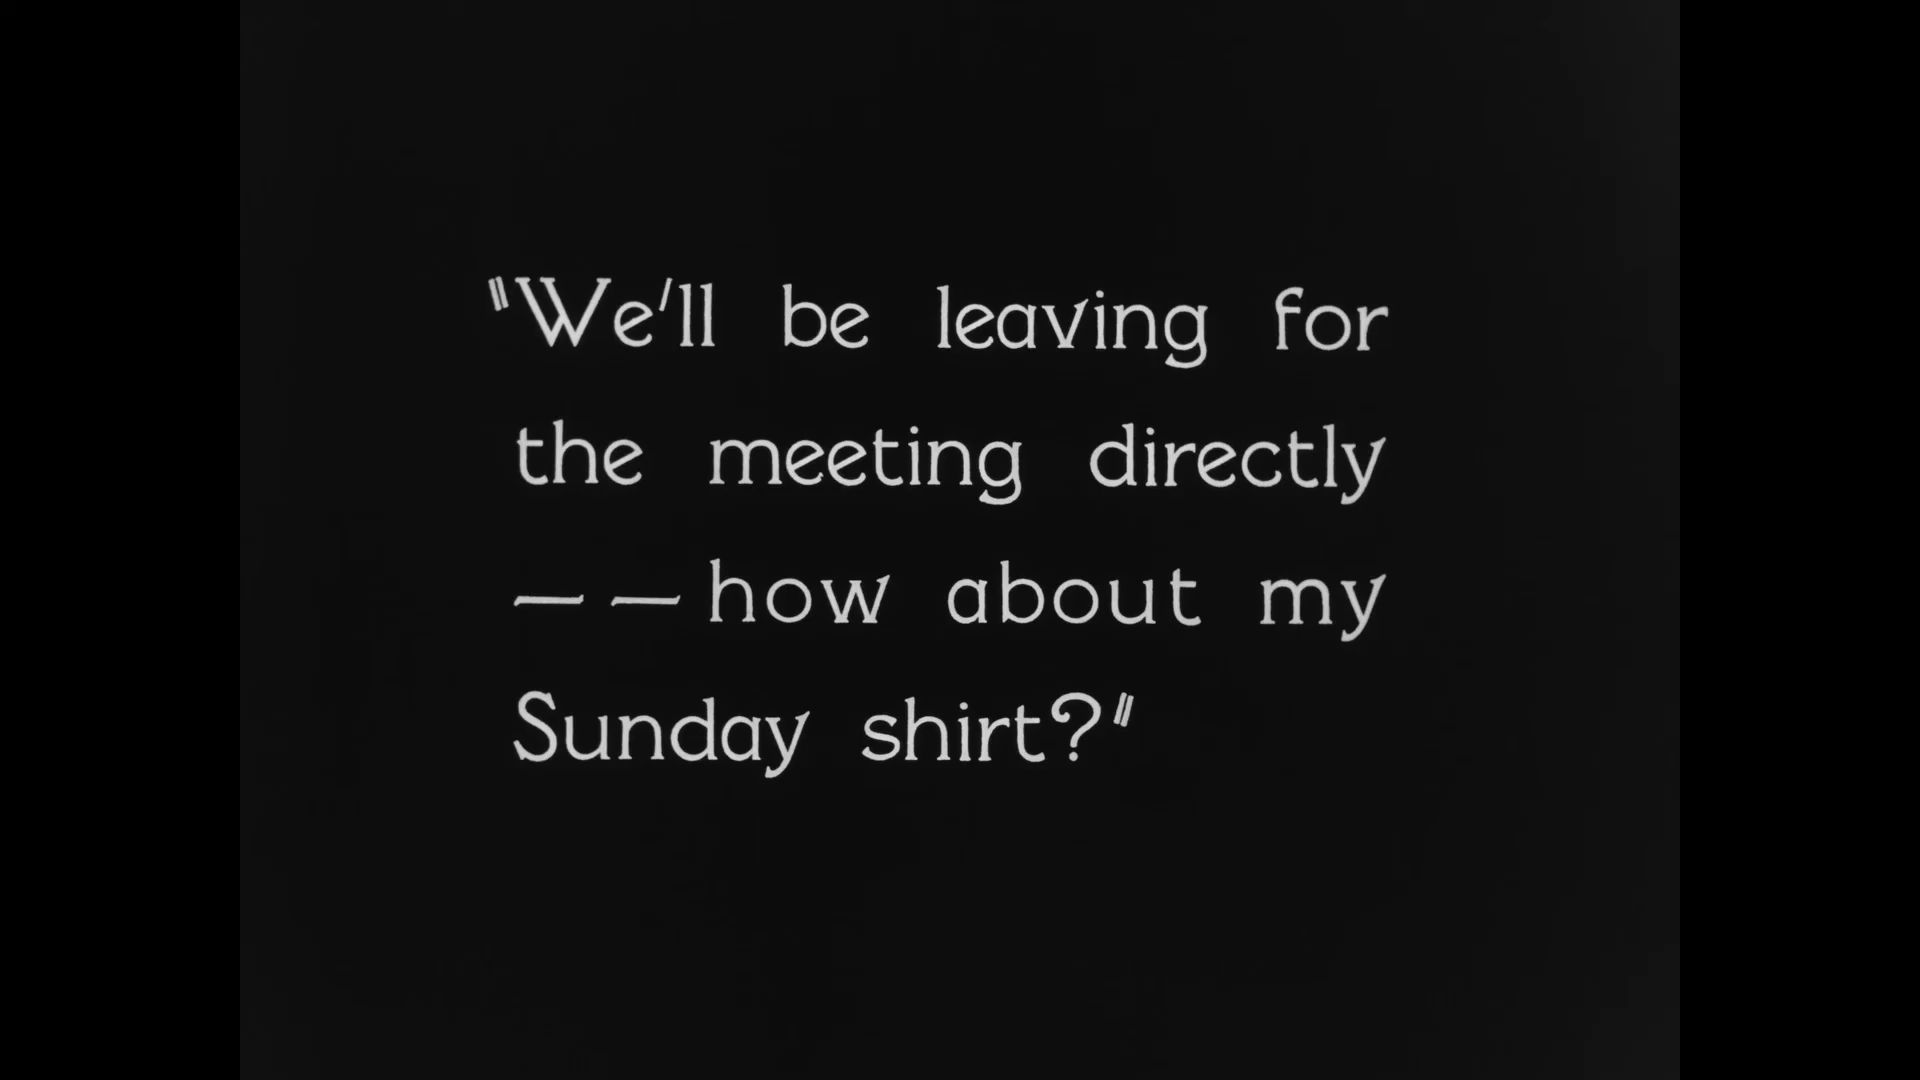 "We'll be leaving for
the meeting directly
— — how about my
Sunday shirt?"